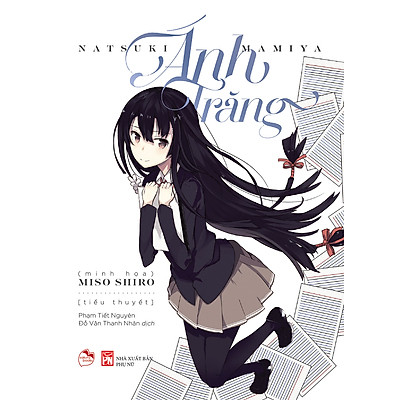 NATSUKI MAMIYA
Ánh
Trăng
(minh họa)
MISO SHIRO
[tiểu thuyết]
Phạm Tiết Nguyên
Đỗ Văn Thanh Nhân dịch
NHÀ XUẤT BẢN
PHỤ NỮ